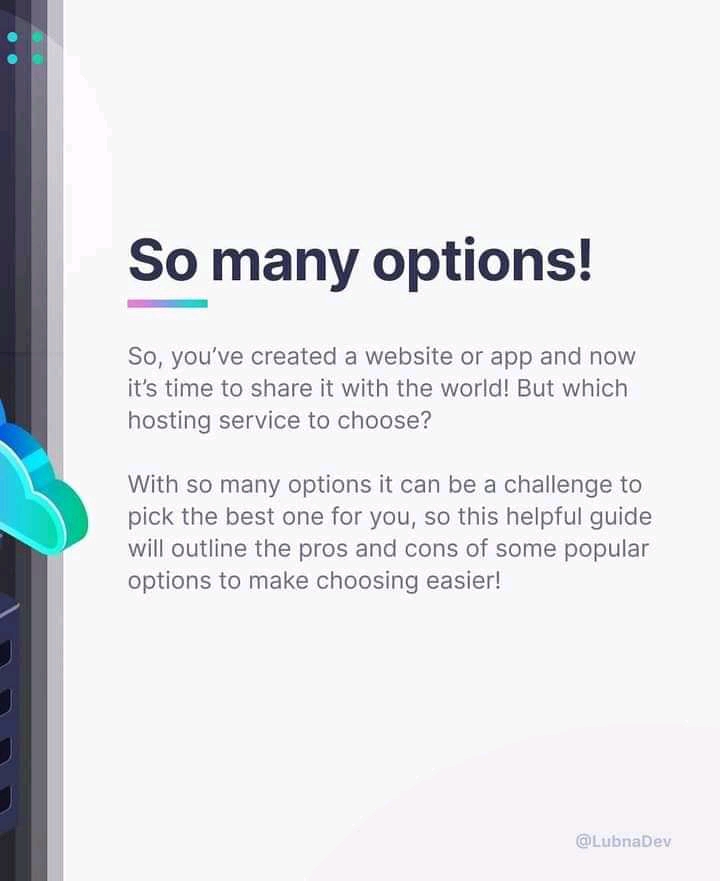 So many options!
So, you’ve created a website or app and now
it’s time to share it with the world! But which
hosting service to choose?
With so many options it can be a challenge to
pick the best one for you, so this helpful guide
will outline the pros and cons of some popular
options to make choosing easier!
@LubnaDev